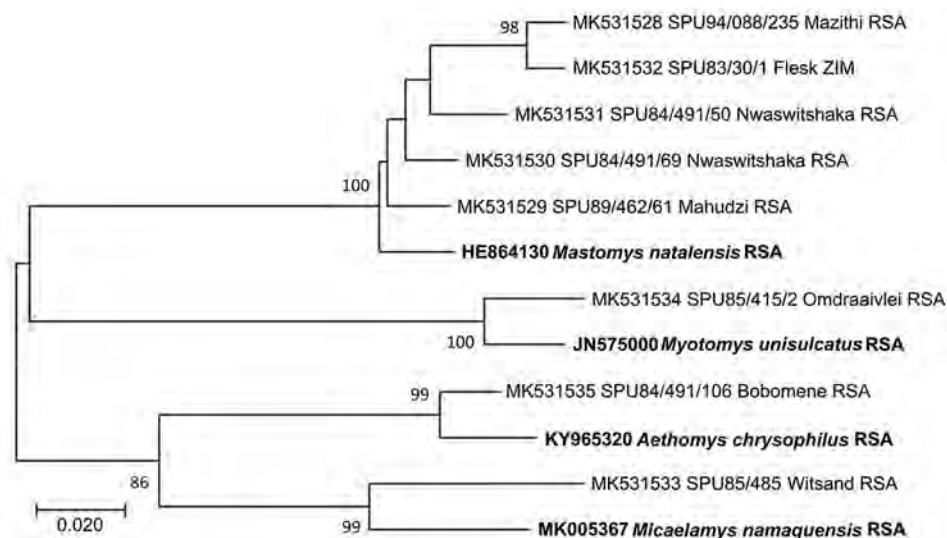 98
MK531528 SPU94/088/235 Mazithi RSA
MK531532 SPU83/30/1 Flesk ZIM
MK531531 SPU84/491/50 Nwaswitshaka RSA
MK531530 SPU84/491/69 Nwaswitshaka RSA
100
MK531529 SPU89/462/61 Mahudzi RSA
HE864130 Mastomys natalensis RSA
MK531534 SPU85/415/2 Omdraaivlei RSA
100
JN575000 Myotomys unisulcatus RSA
99
MK531535 SPU84/491/106 Bobomene RSA
KY965320 Aethomys chrysophilus RSA
86
MK531533 SPU85/485 Witsand RSA
99
MK005367 Micaelamys namaquensis RSA
0.020